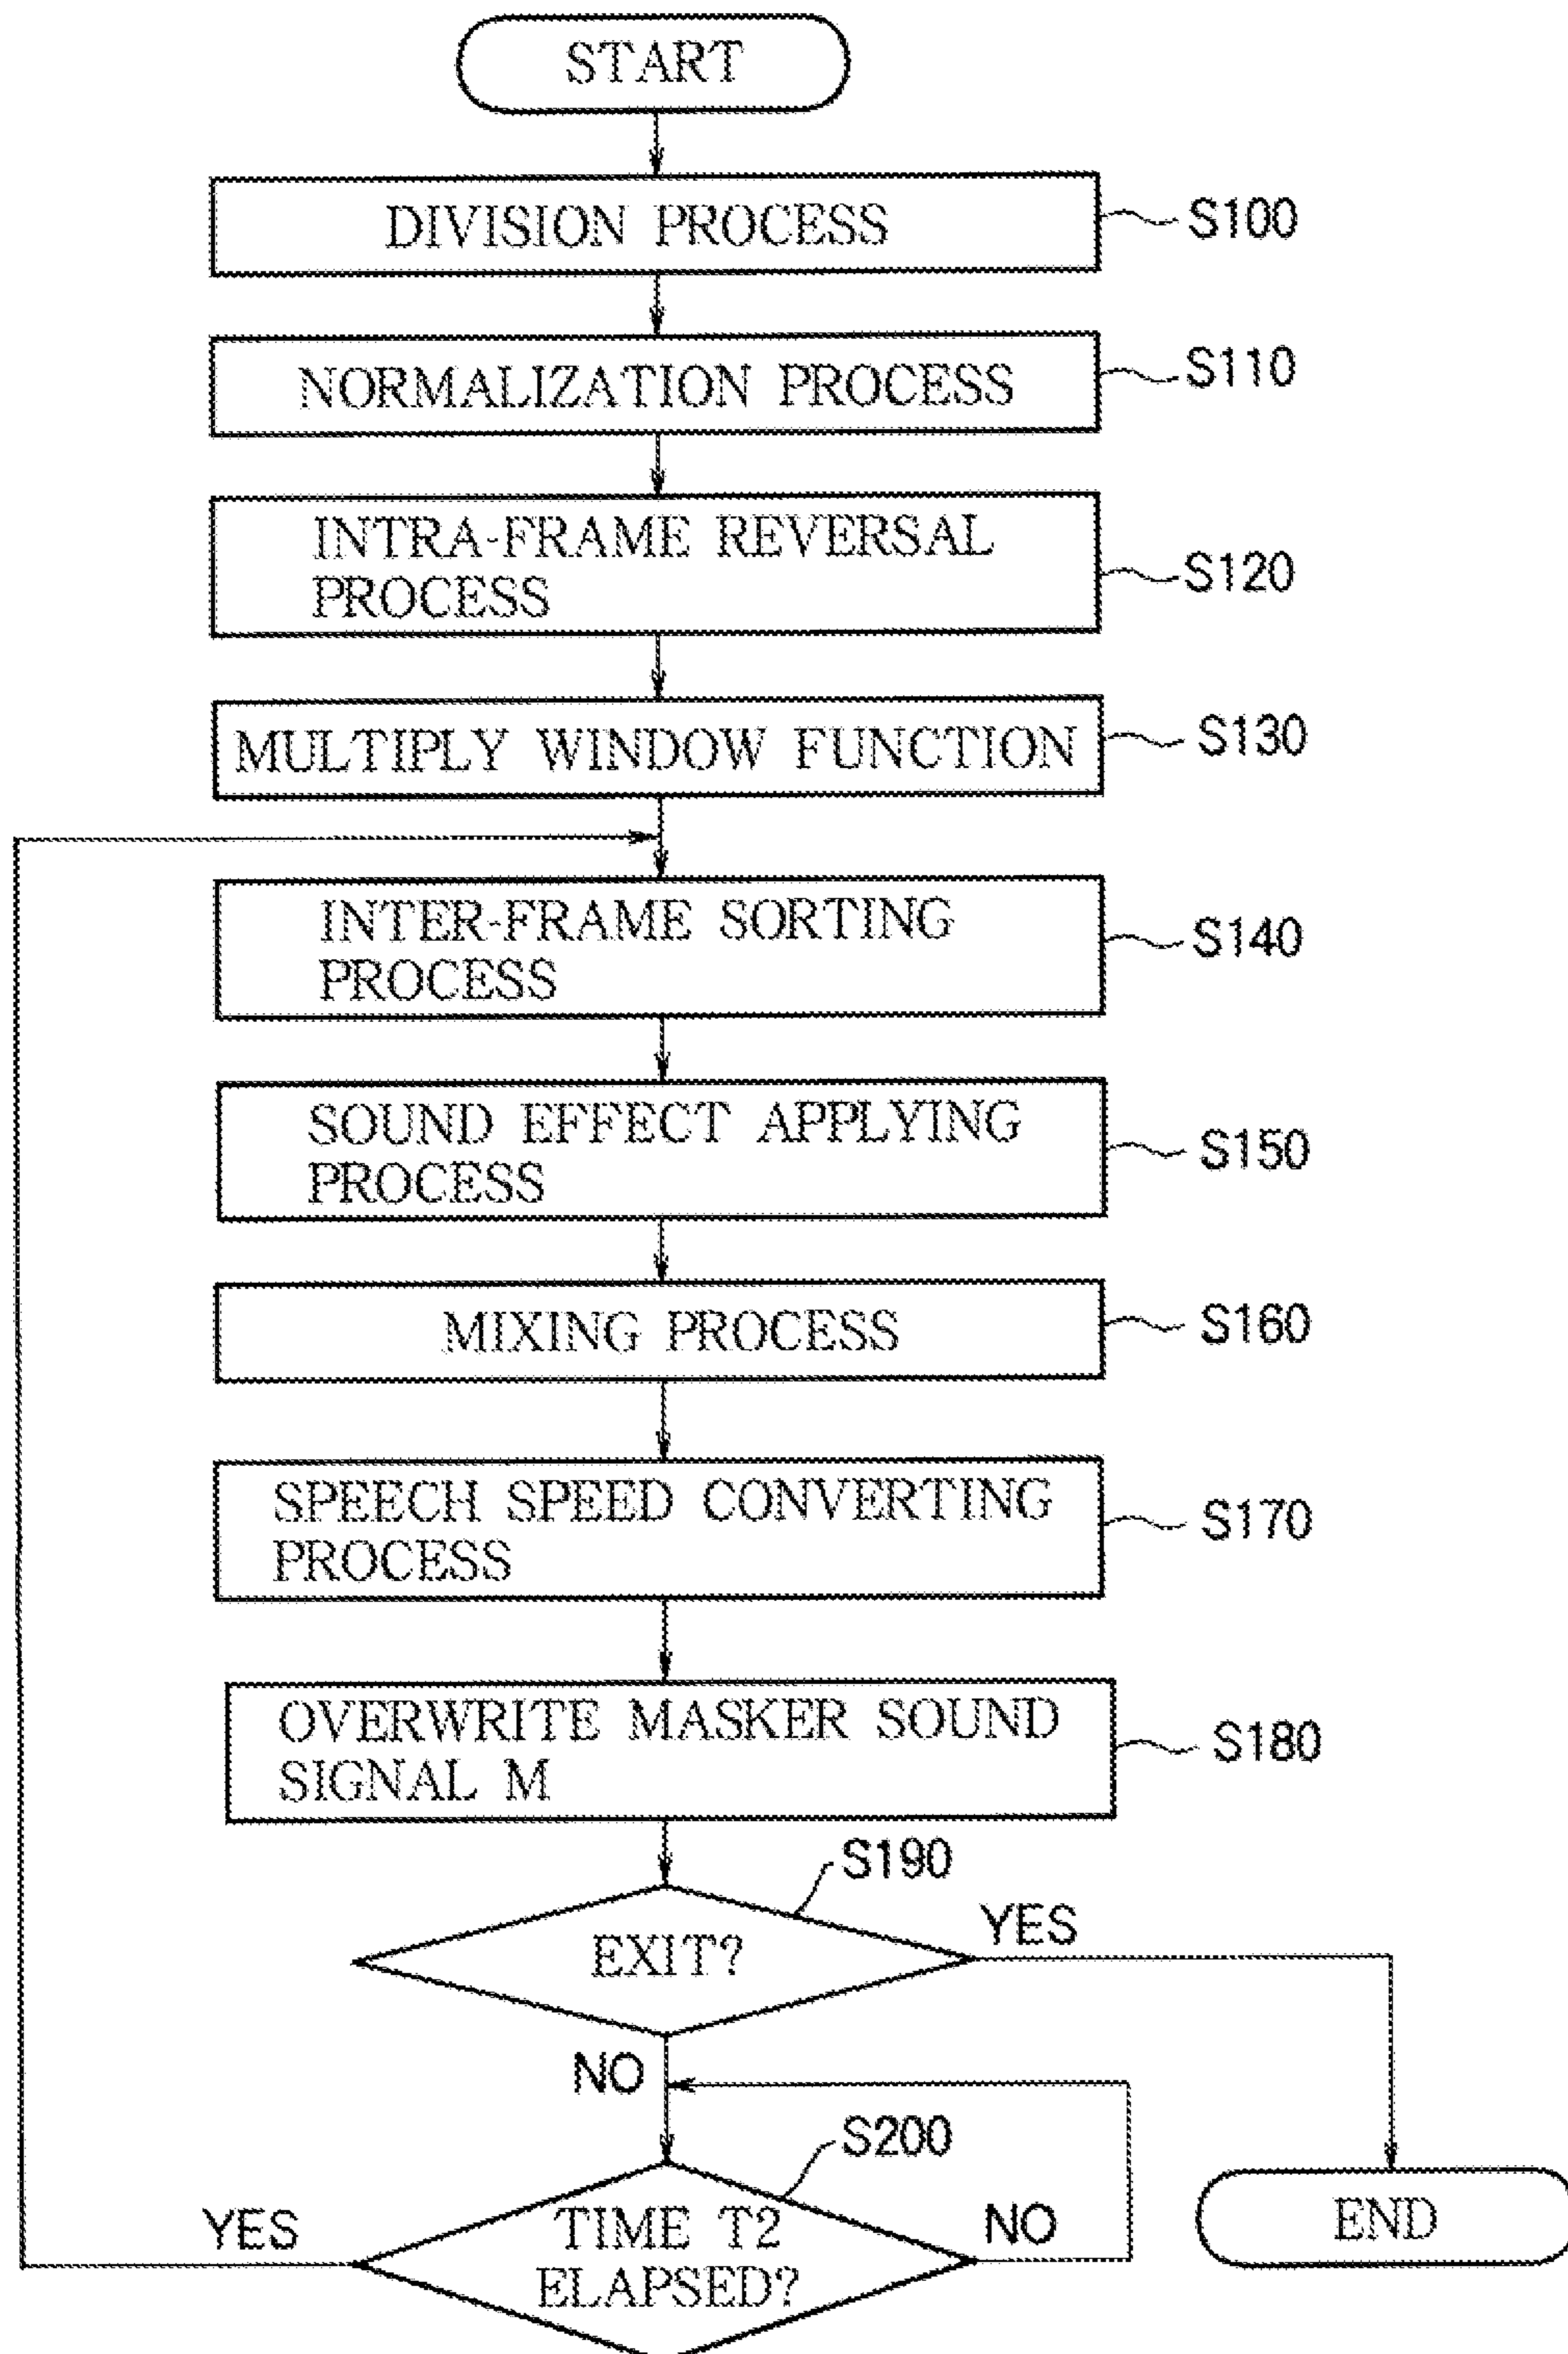 START
DIVISION PROCESS
S100
NORMALIZATION PROCESS
S110
INTRA-FRAME REVERSAL
PROCESS
S120
MULTIPLY WINDOW FUNCTION
S130
INTER-FRAME SORTING
PROCESS
S140
SOUND EFFECT APPLYING
PROCESS
S150
MIXING PROCESS
S160
SPEECH SPEED CONVERTING
PROCESS
S170
OVERWRITE MASKER SOUND
SIGNAL M
S180
S190
EXIT?
YES
NO
S200
YES
TIME T2
ELAPSED?
NO
END